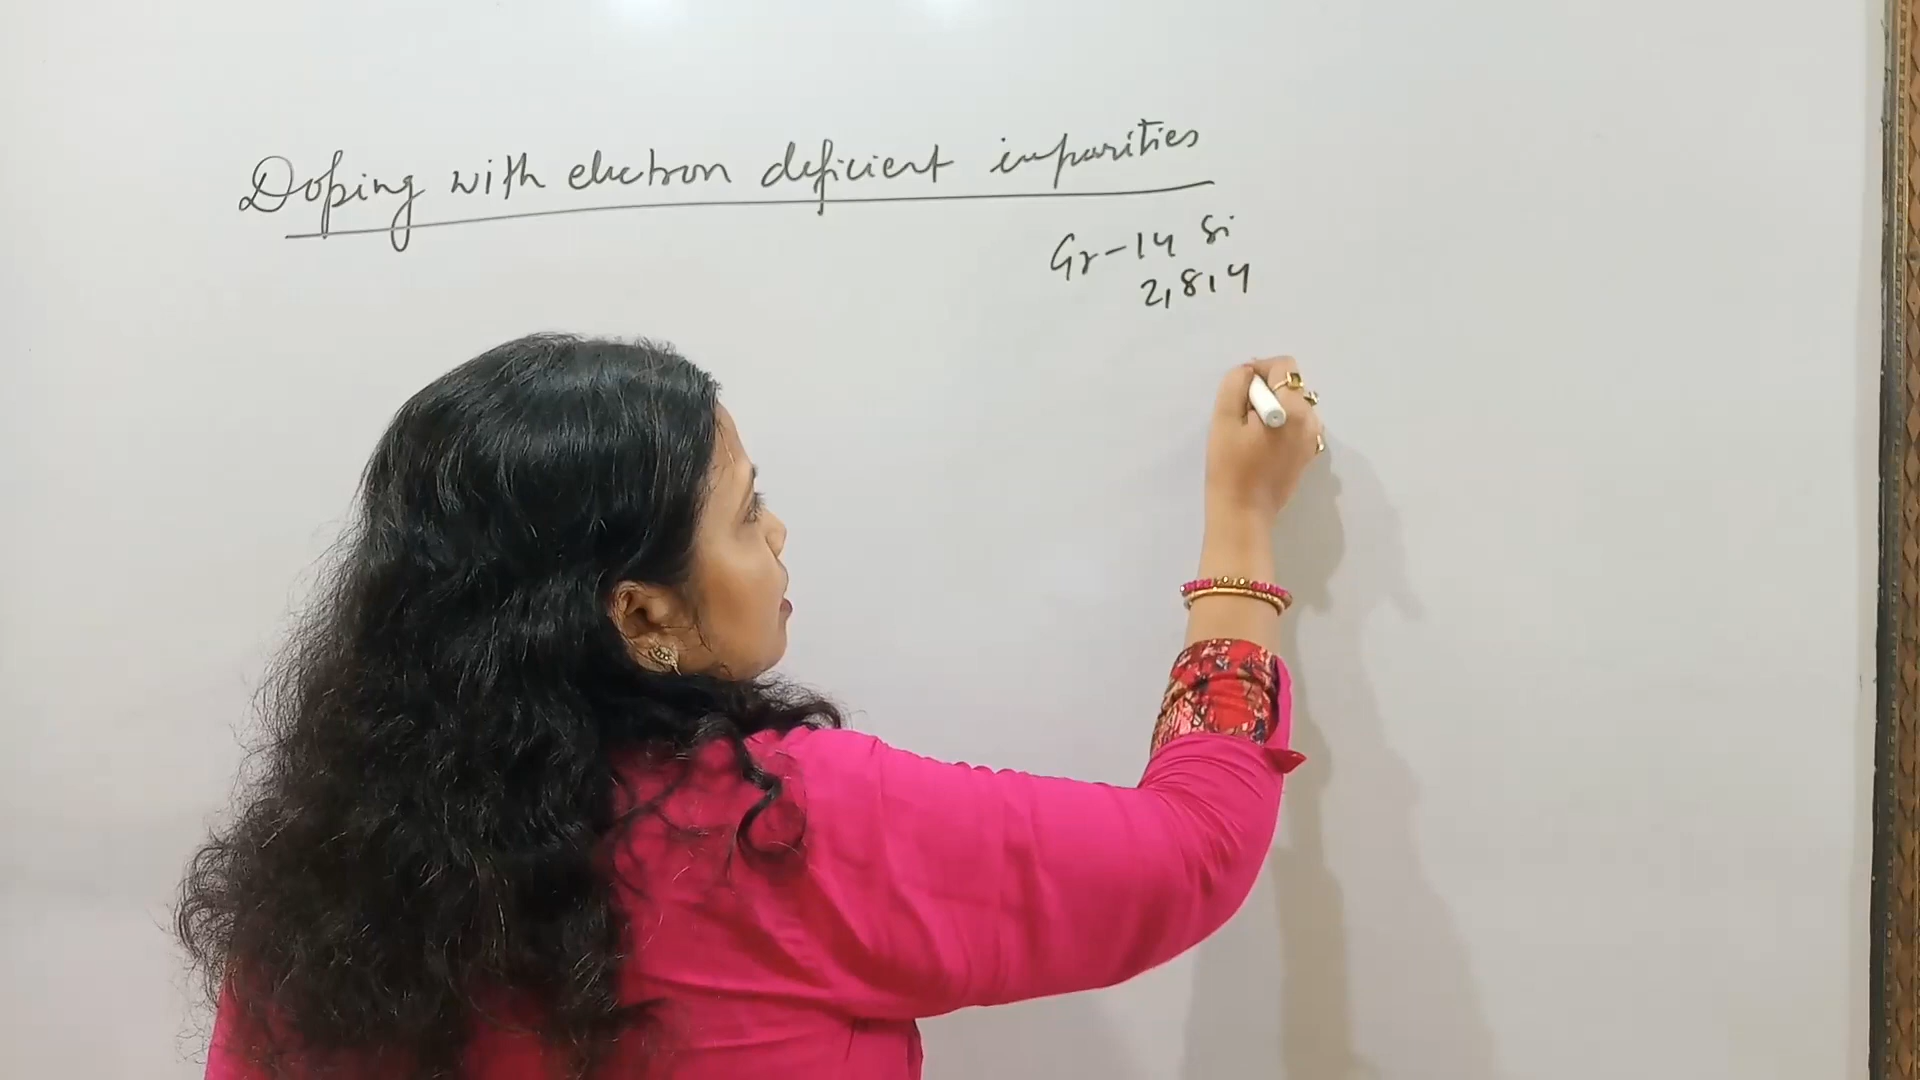 Doping with electron deficient impurities
Gr-14 Si
2,8,4